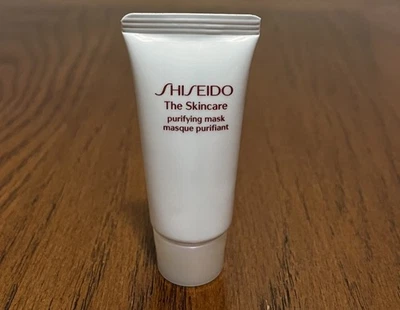 SHISEIDO
The Skincare
purifying mask
masque purifiant